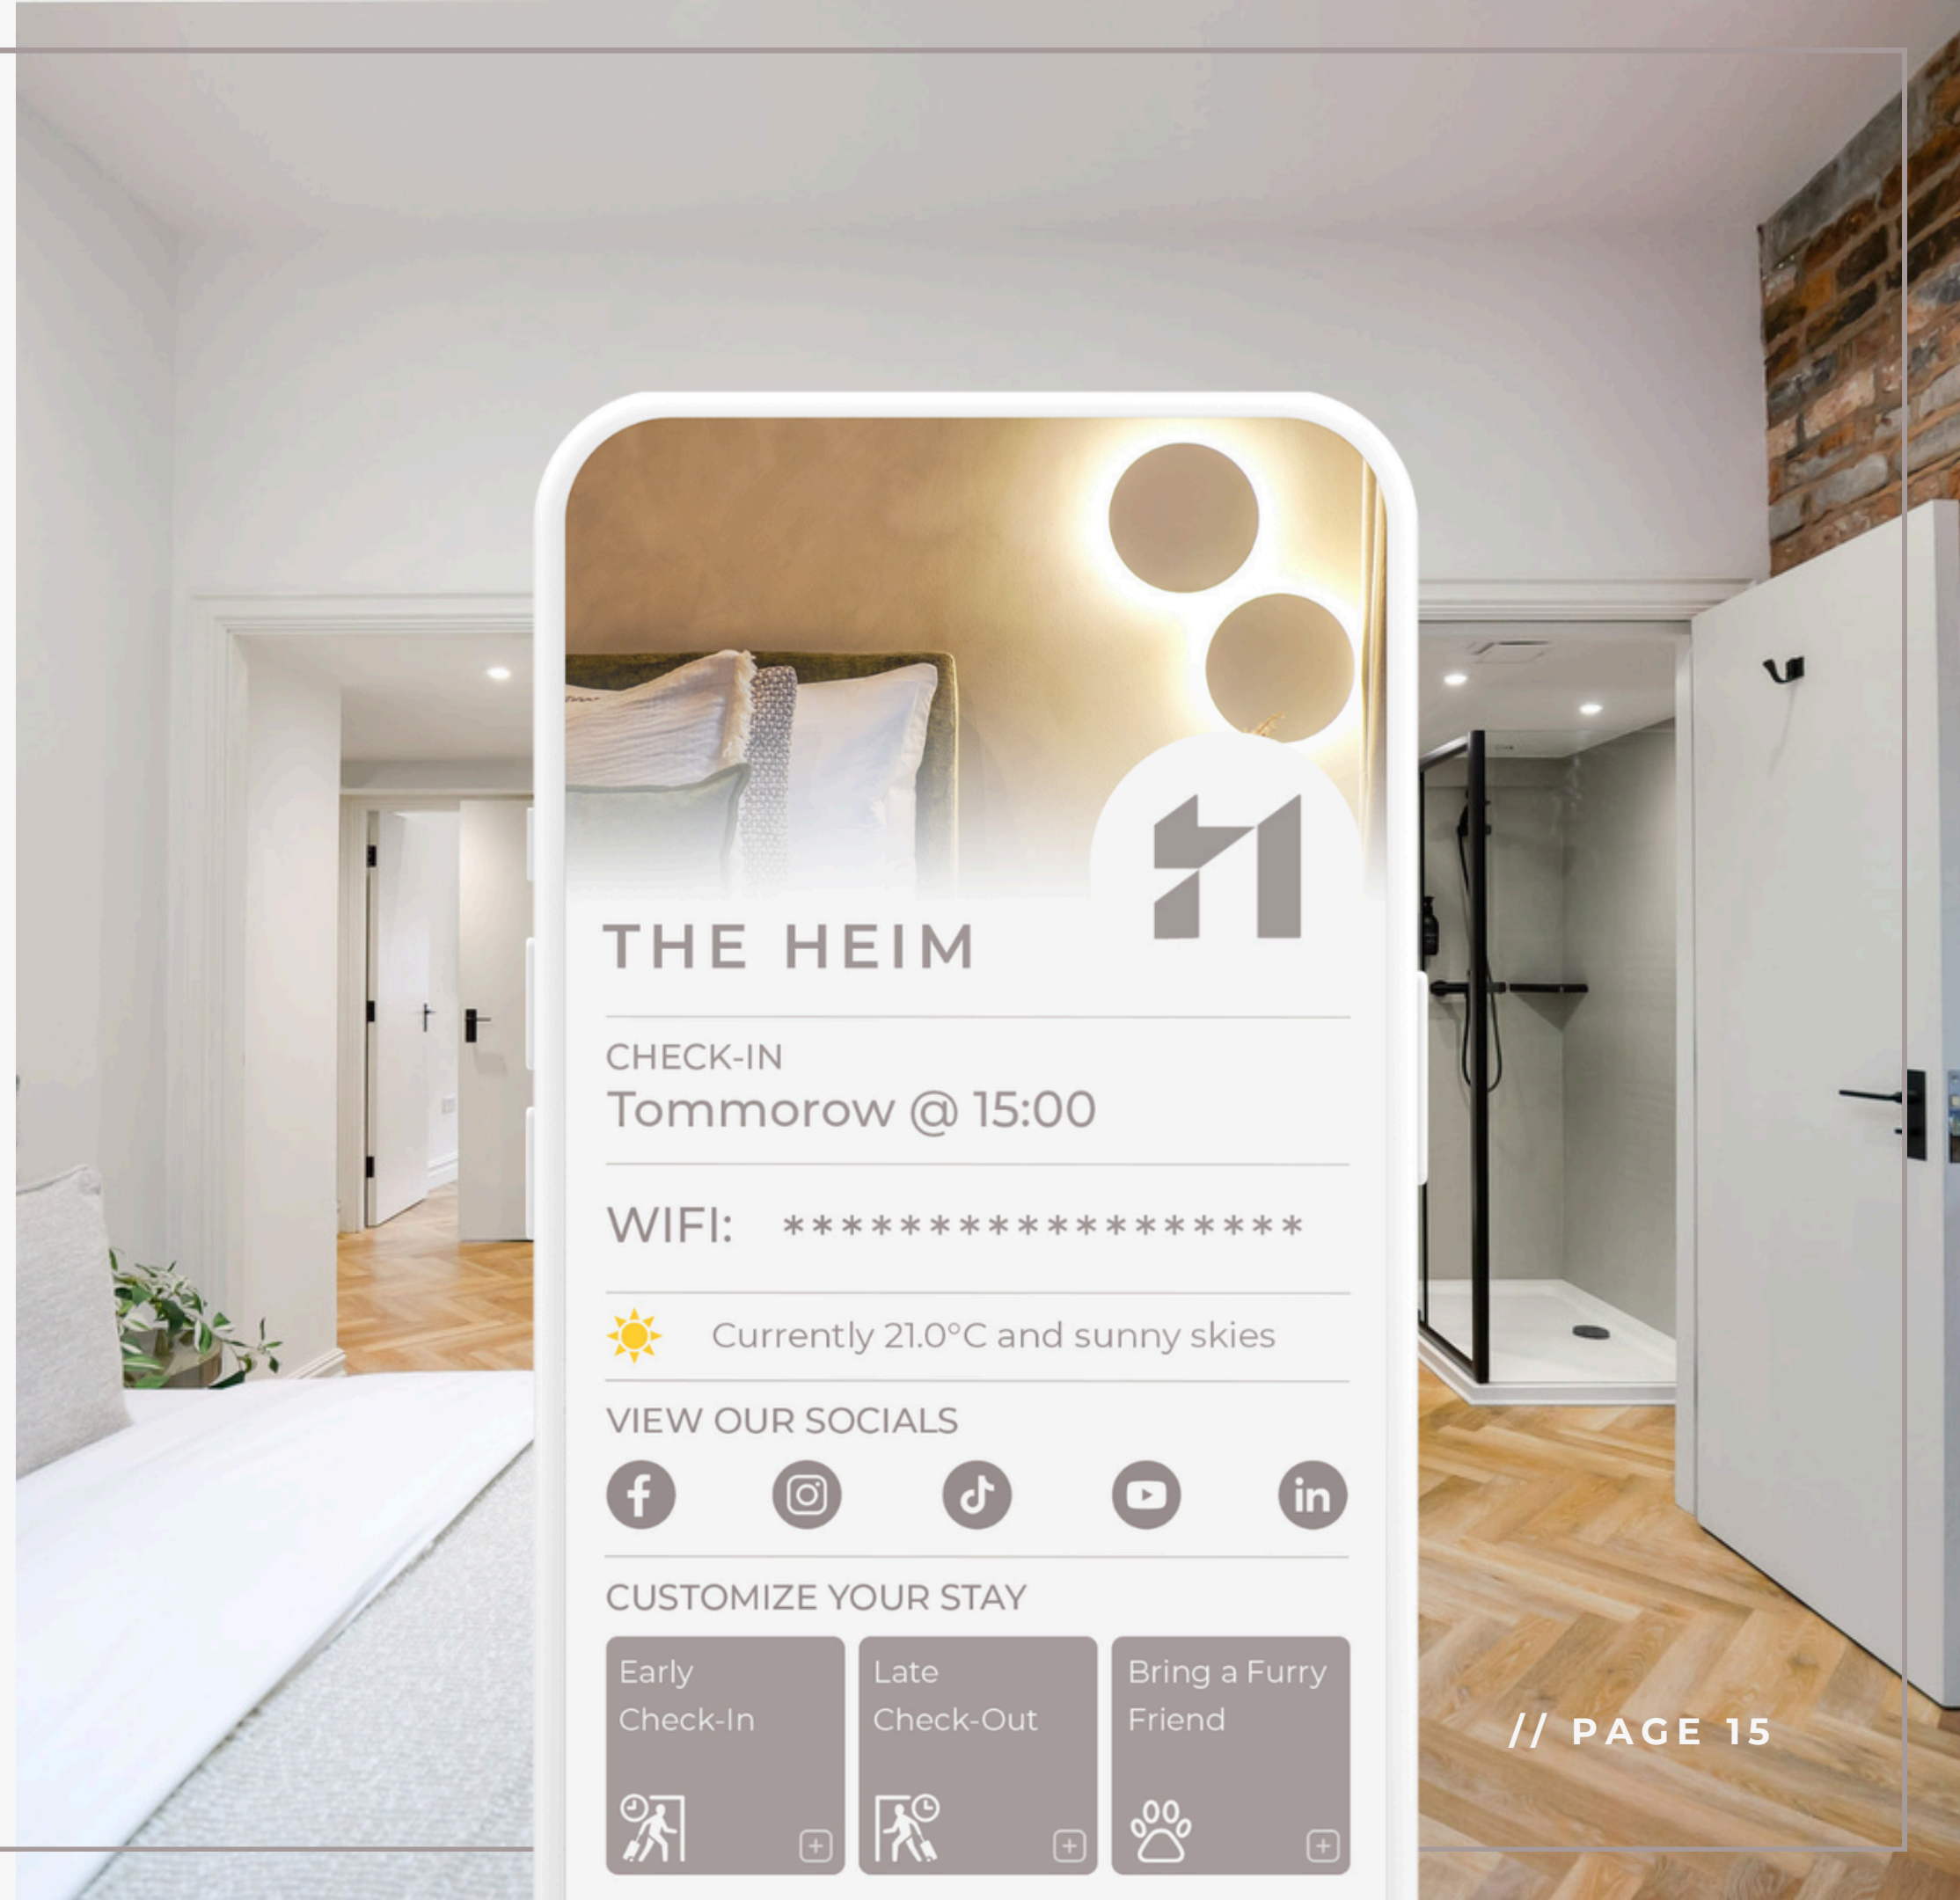 THE HEIM
CHECK-IN
Tommorow @ 15:00
WIFI: ******************
Currently 21.0°C and sunny skies
VIEW OUR SOCIALS
CUSTOMIZE YOUR STAY
Early
Check-In
Late
Check-Out
Bring a Furry
Friend
// PAGE 15